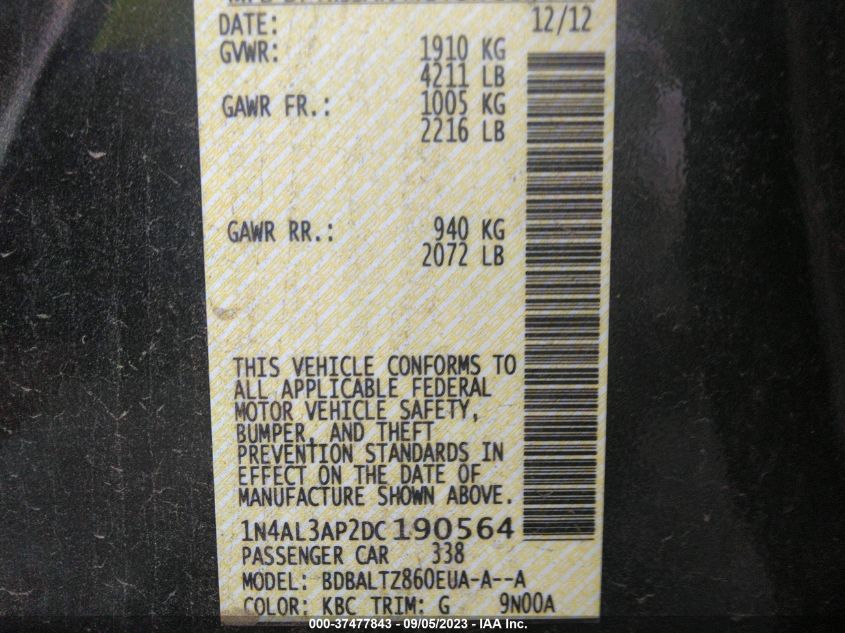 DATE: 12/12
GVWR: 1910 KG
4211 LB
GAWR FR.: 1005 KG
2216 LB
GAWR RR.: 940 KG
2072 LB
THIS VEHICLE CONFORMS TO
ALL APPLICABLE FEDERAL
MOTOR VEHICLE SAFETY,
BUMPER, AND THEFT
PREVENTION STANDARDS IN
EFFECT ON THE DATE OF
MANUFACTURE SHOWN ABOVE.
1N4AL3AP2DC190564
PASSENGER CAR 338
MODEL: BDBALTZ860EUA-A--A
COLOR: KBC TRIM: G 9N00A
000-37477843 - 09/05/2023 - IAA Inc.